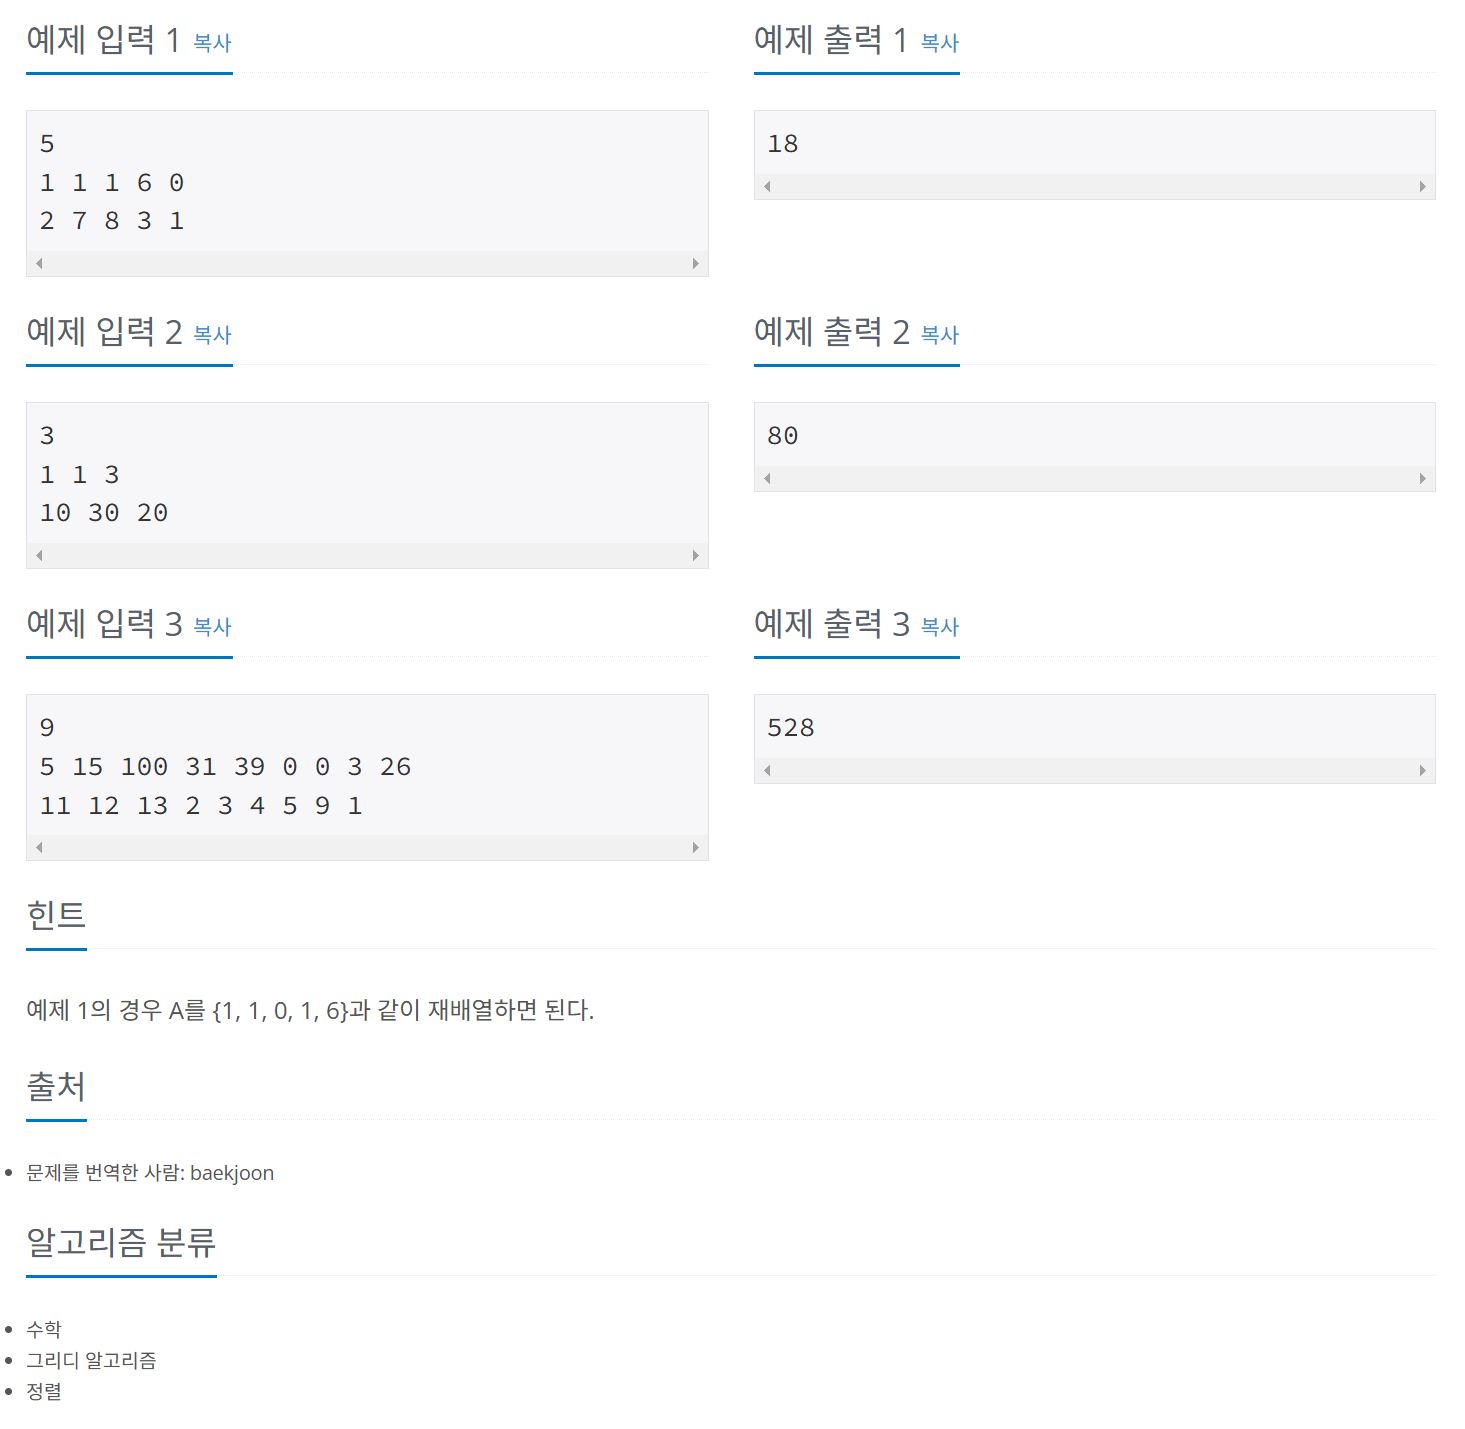 예제 입력 1 복사
5
1 1 1 6 0
2 7 8 3 1
예제 출력 1 복사
18
예제 입력 2 복사
3
1 1 3
10 30 20
예제 출력 2 복사
80
예제 입력 3 복사
9
5 15 100 31 39 0 0 3 26
11 12 13 2 3 4 5 9 1
예제 출력 3 복사
528
힌트
예제 1의 경우 A를 {1, 1, 0, 1, 6}과 같이 재배열하면 된다.
출처
문제를 번역한 사람: baekjoon
알고리즘 분류
수학
그리디 알고리즘
정렬